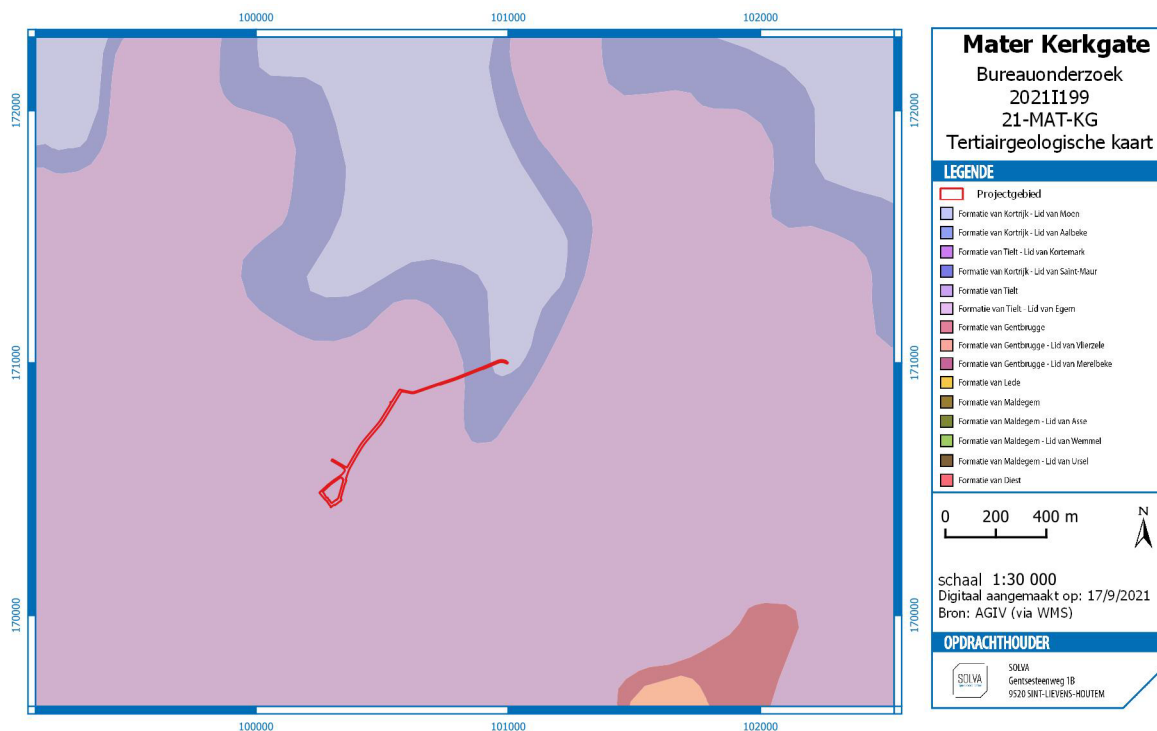 100000
101000
102000
172000
172000
171000
171000
170000
170000
100000
101000
102000
Mater Kerkgate
Bureauonderzoek
2021I199
21-MAT-KG
Tertiairgeologische kaart
LEGENDE
Projectgebied
Formatie van Kortrijk - Lid van Moen
Formatie van Kortrijk - Lid van Aalbeke
Formatie van Tielt - Lid van Kortemark
Formatie van Kortrijk - Lid van Saint-Maur
Formatie van Tielt
Formatie van Tielt - Lid van Egem
Formatie van Gentbrugge
Formatie van Gentbrugge - Lid van Vlierzele
Formatie van Gentbrugge - Lid van Merelbeke
Formatie van Lede
Formatie van Maldegem
Formatie van Maldegem - Lid van Asse
Formatie van Maldegem - Lid van Wemmel
Formatie van Maldegem - Lid van Ursel
Formatie van Diest
0 200 400 m
N
schaal 1:30 000
Digitaal aangemaakt op: 17/9/2021
Bron: AGIV (via WMS)
OPDRACHTHOUDER
SOLVA
SOLVA
Gentsesteenweg 1B
9520 SINT-LIEVENS-HOUTEM